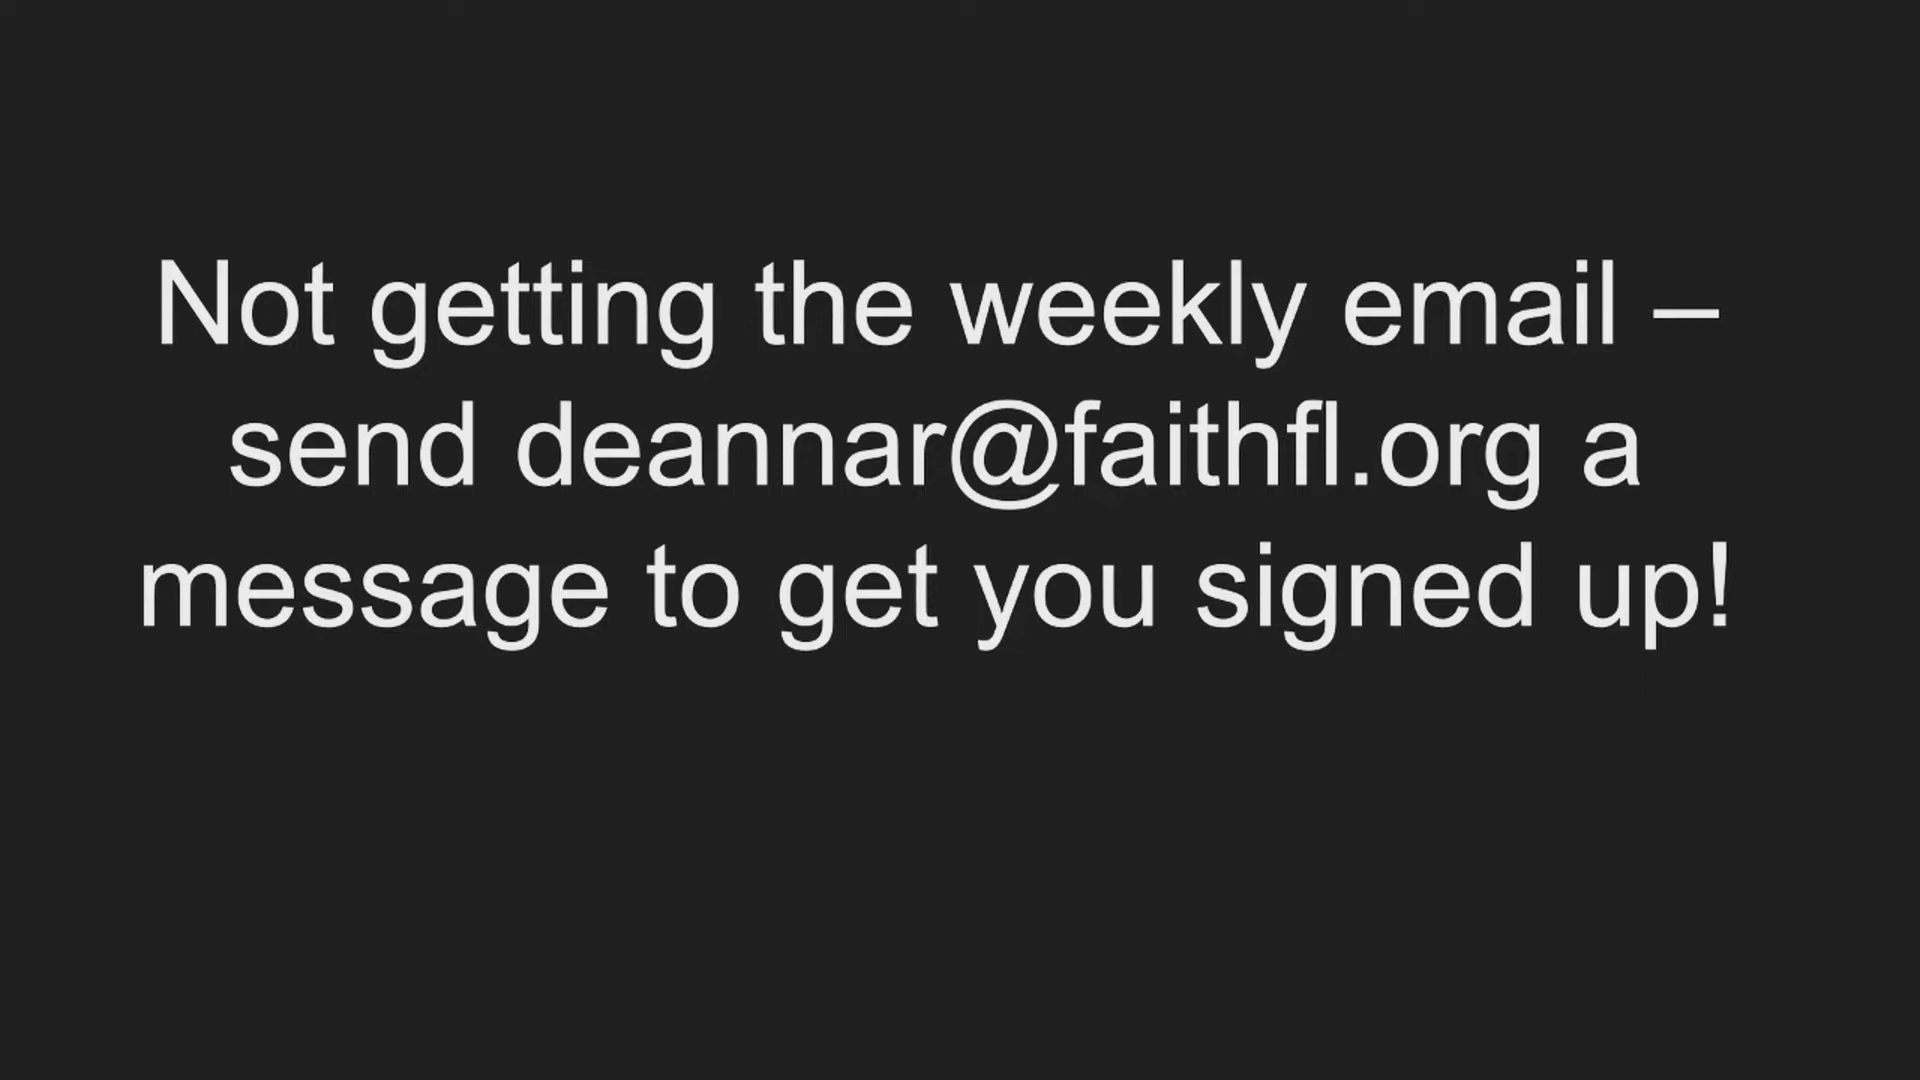 Not getting the weekly email –
send deannar@faithfl.org a
message to get you signed up!